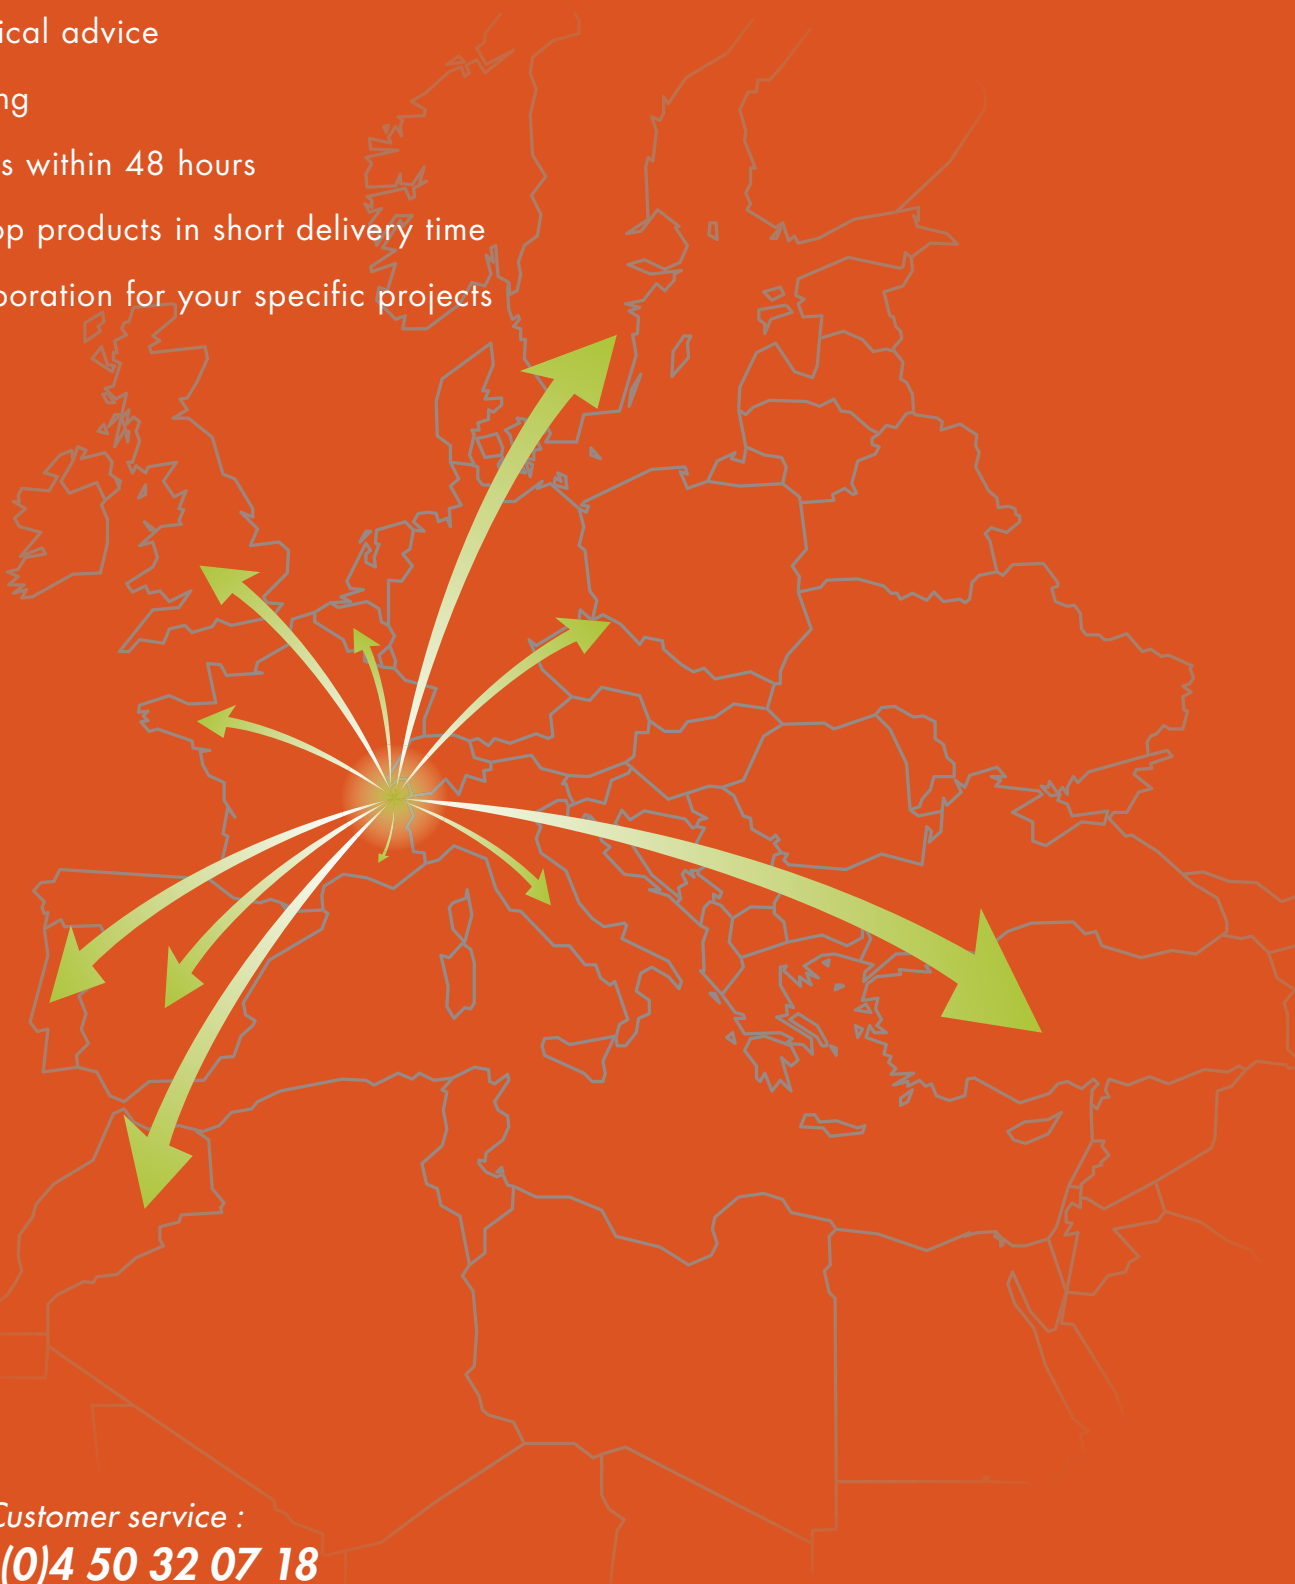 ical advice
ng
s within 48 hours
op products in short delivery time
boration for your specific projects
Customer service :
(0)4 50 32 07 18